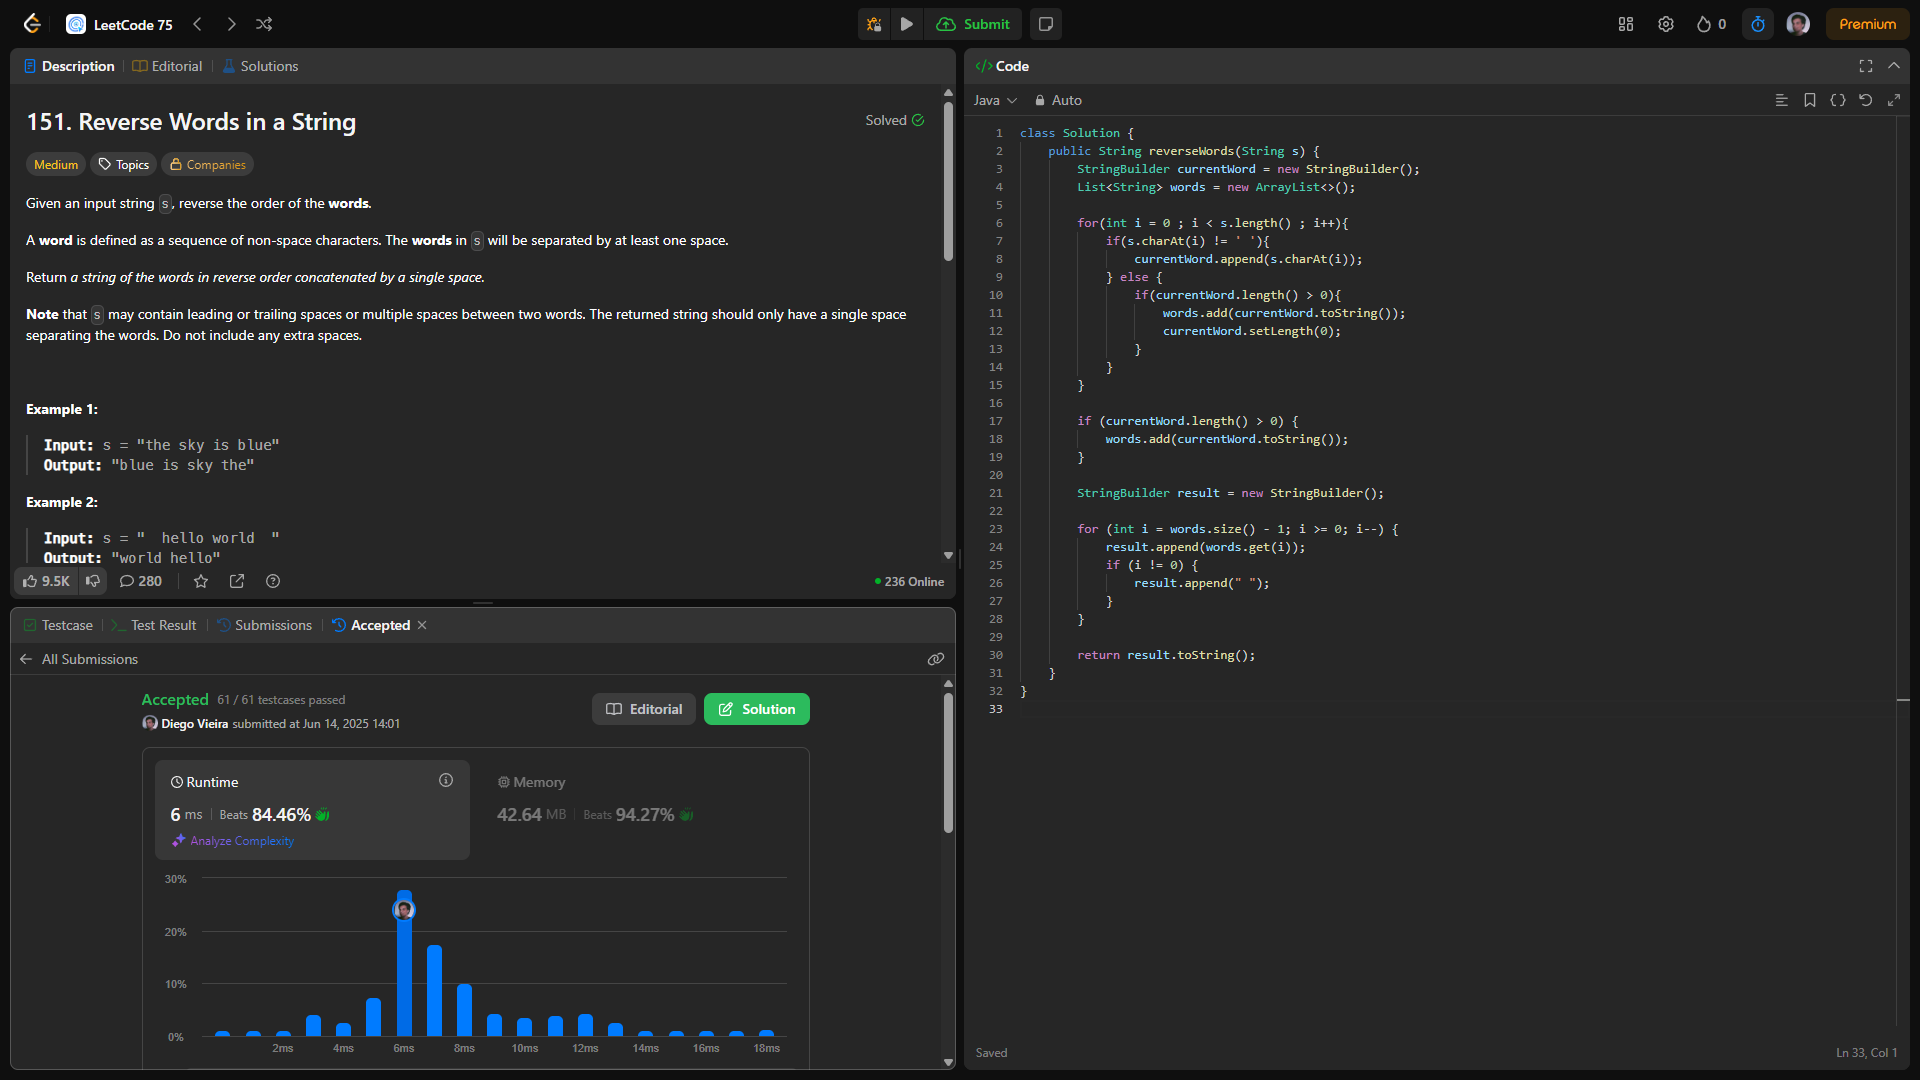 LeetCode 75
Submit
0
Premium
Description
Editorial
Solutions
151. Reverse Words in a String
Solved
Medium
Topics
Companies
Given an input string s, reverse the order of the words.
A word is defined as a sequence of non-space characters. The words in s will be separated by at least one space.
Return a string of the words in reverse order concatenated by a single space.
Note that s may contain leading or trailing spaces or multiple spaces between two words. The returned string should only have a single space
separating the words. Do not include any extra spaces.
Example 1:
Input: s = "the sky is blue"
Output: "blue is sky the"
Example 2:
Input: s = "  hello world  "
Output: "world hello"
9.5K
280
236 Online
Testcase
Test Result
Submissions
Accepted
All Submissions
Accepted 61 / 61 testcases passed
Diego Vieira submitted at Jun 14, 2025 14:01
Editorial
Solution
Runtime
6 ms Beats 84.46%
Analyze Complexity
Memory
42.64 MB Beats 94.27%
30%
20%
10%
0%
2ms 4ms 6ms 8ms 10ms 12ms 14ms 16ms 18ms
</> Code
Java
Auto
1 class Solution {
2     public String reverseWords(String s) {
3         StringBuilder currentWord = new StringBuilder();
4         List<String> words = new ArrayList<>();
5
6         for(int i = 0 ; i < s.length() ; i++){
7             if(s.charAt(i) != ' '){
8                 currentWord.append(s.charAt(i));
9             } else {
10                 if(currentWord.length() > 0){
11                     words.add(currentWord.toString());
12                     currentWord.setLength(0);
13                 }
14             }
15         }
16
17         if (currentWord.length() > 0) {
18             words.add(currentWord.toString());
19         }
20
21         StringBuilder result = new StringBuilder();
22
23         for (int i = words.size() - 1; i >= 0; i--) {
24             result.append(words.get(i));
25             if (i != 0) {
26                 result.append(" ");
27             }
28         }
29
30         return result.toString();
31     }
32 }
33
Saved
Ln 33, Col 1